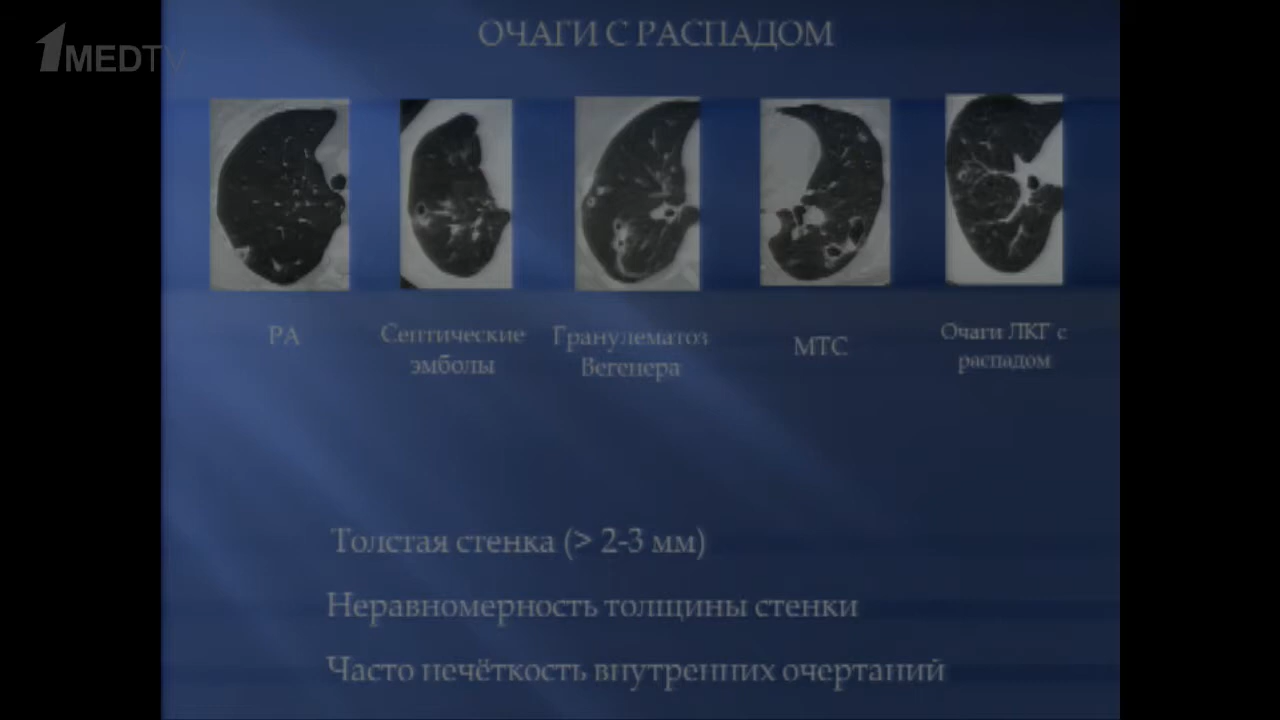 1MEDTV
ОЧАГИ С РАСПАДОМ
РА
Септические
эмболы
Гранулематоз
Вегенера
МТС
Очаги ЛКГ с
распадом
Толстая стенка (> 2-3 мм)
Неравномерность толщины стенки
Часто нечёткость внутренних очертаний